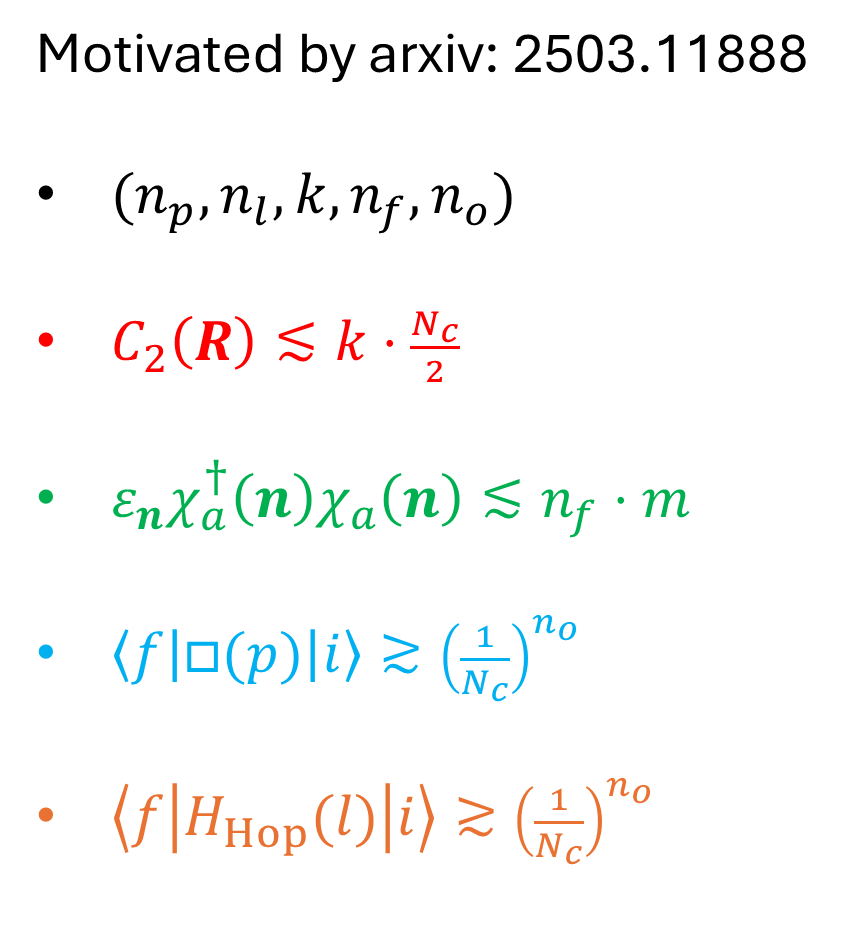 Motivated by arxiv: 2503.11888
• (n_p, n_l, k, n_f, n_o)
• C_2(R) ≲ k · N_c/2
• ε_n χ_a^†(n)χ_a(n) ≲ n_f · m
• ⟨f|□(p)|i⟩ ≳ (1/N_c)^{n_o}
• ⟨f|H_Hop(l)|i⟩ ≳ (1/N_c)^{n_o}